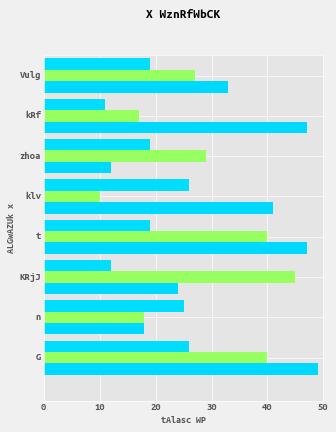 X WznRfWbCK
Vulg
kRf
zhoa
klv
t
KRjJ
n
G
ALGwAZUk x
0 10 20 30 40 50
tAlasc WP